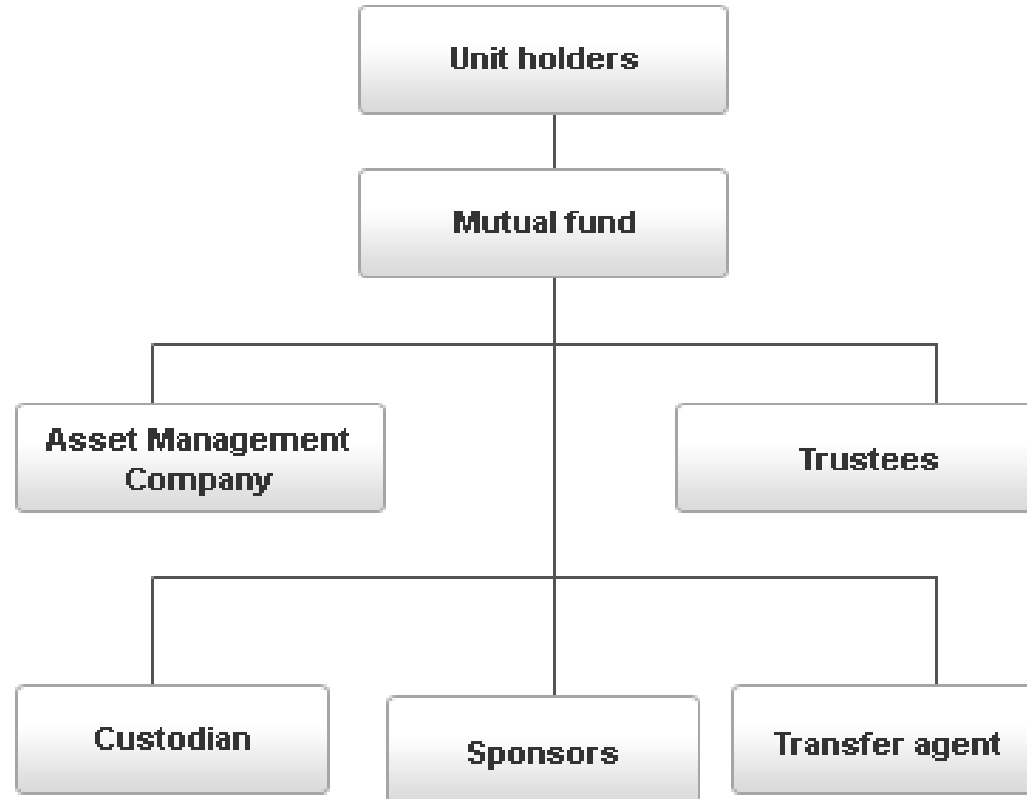 Unit holders
Mutual fund
Asset Management
Company
Trustees
Custodian
Sponsors
Transfer agent